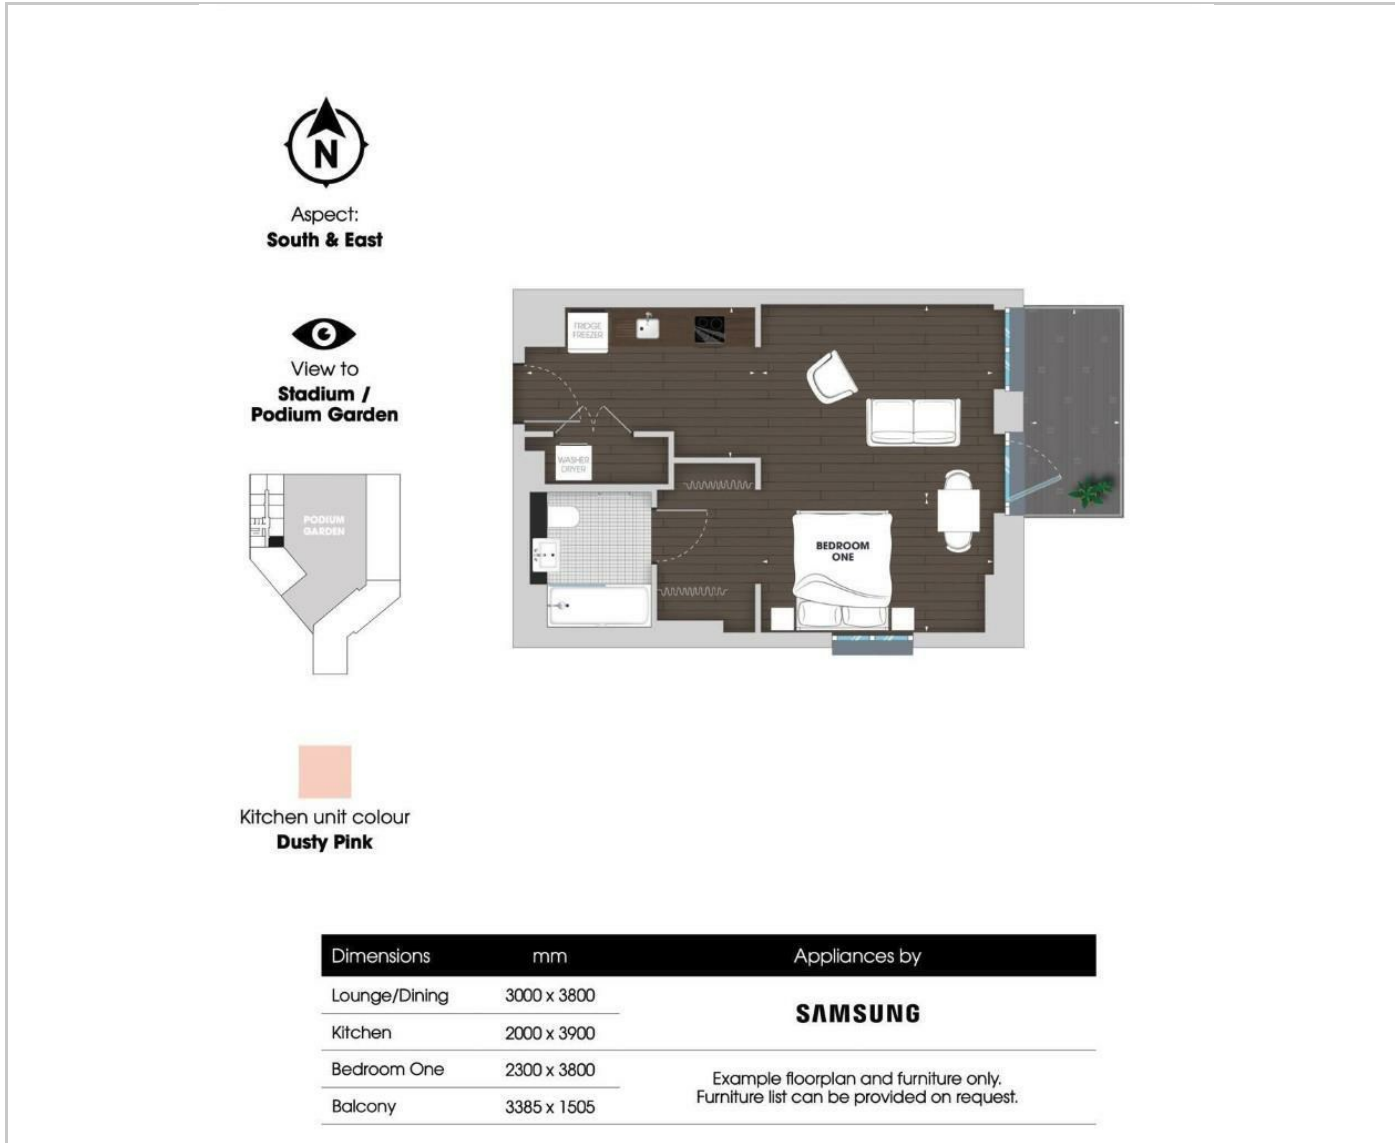 N
Aspect:
South & East
View to
Stadium /
Podium Garden
PODIUM
GARDEN
Kitchen unit colour
Dusty Pink
FRIDGE
FREEZER
WASHER
DRYER
BEDROOM
ONE
Dimensions mm Appliances by
Lounge/Dining 3000 x 3800
SAMSUNG
Kitchen 2000 x 3900
Bedroom One 2300 x 3800
Example floorplan and furniture only.
Furniture list can be provided on request.
Balcony 3385 x 1505